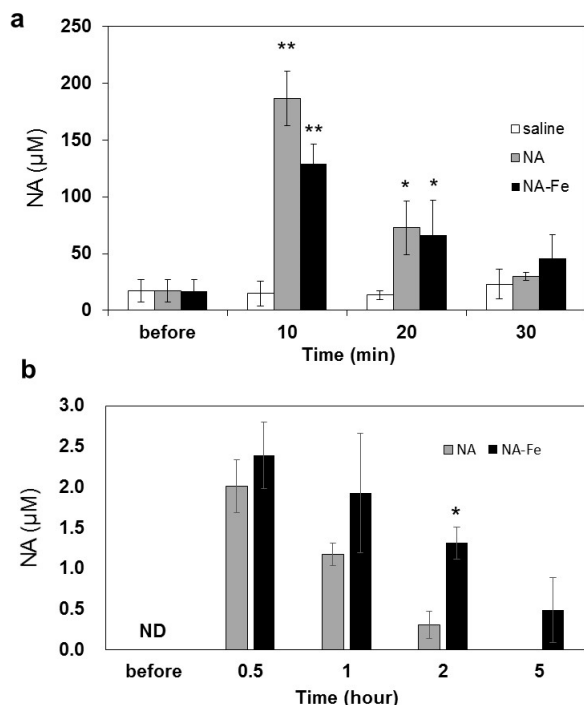 a
250
200
150
100
50
0
NA (µM)
**
**
*
*
saline
NA
NA-Fe
before 10 20 30
Time (min)
b
3.0
2.5
2.0
1.5
1.0
0.5
0.0
NA (µM)
NA NA-Fe
*
ND
before 0.5 1 2 5
Time (hour)